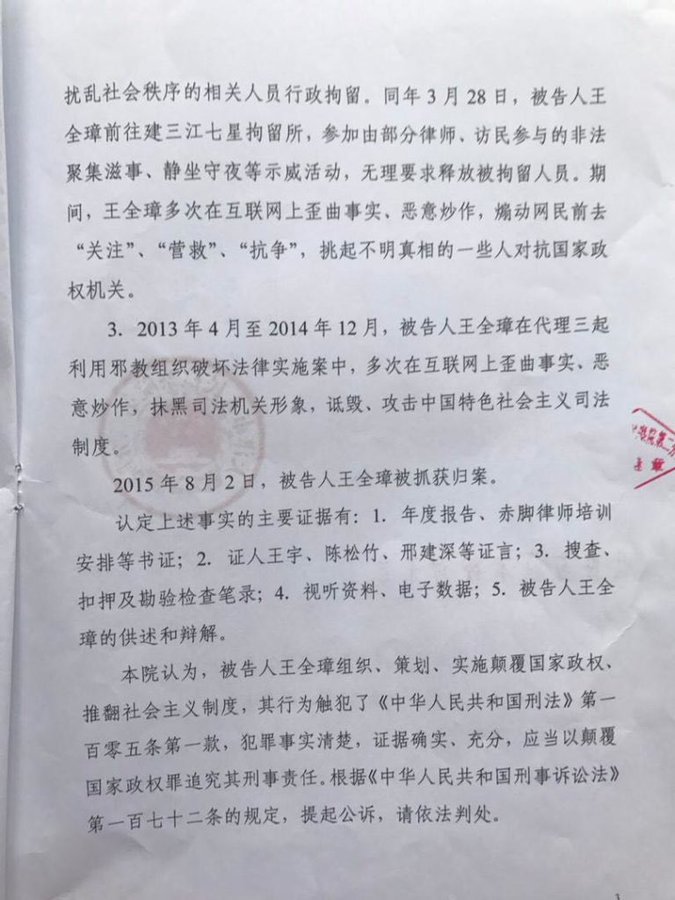 扰乱社会秩序的相关人员行政拘留。同年 3 月 28 日，被告人王
全璋前往建三江七星拘留所，参加由部分律师、访民参与的非法
聚集滋事、静坐守夜等示威活动，无理要求释放被拘留人员。期
间，王全璋多次在互联网上歪曲事实、恶意炒作，煽动网民前去
“关注”、“营救”、“抗争”，挑起不明真相的一些人对抗国家政
权机关。
3. 2013 年 4 月至 2014 年 12 月，被告人王全璋在代理三起
利用邪教组织破坏法律实施案中，多次在互联网上歪曲事实、恶
意炒作，抹黑司法机关形象，诋毁、攻击中国特色社会主义司法
制度。
2015 年 8 月 2 日，被告人王全璋被抓获归案。
认定上述事实的主要证据有：1. 年度报告、赤脚律师培训
安排等书证；2. 证人王宇、陈松竹、邢建深等证言；3. 搜查、
扣押及勘验检查笔录；4. 视听资料、电子数据；5. 被告人王全
璋的供述和辩解。
本院认为，被告人王全璋组织、策划、实施颠覆国家政权、
推翻社会主义制度，其行为触犯了《中华人民共和国刑法》第一
百零五条第一款，犯罪事实清楚，证据确实、充分，应当以颠覆
国家政权罪追究其刑事责任。根据《中华人民共和国刑事诉讼法》
第一百七十二条的规定，提起公诉，请依法判处。
3